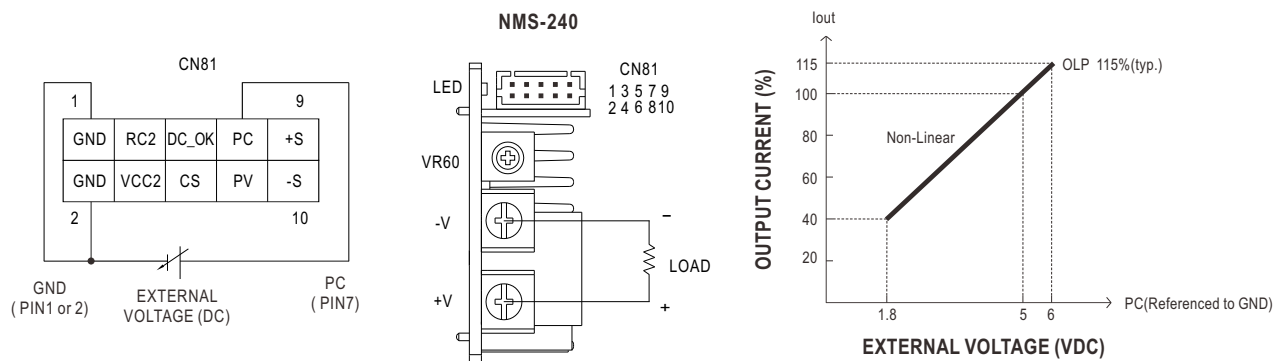 NMS-240
CN81
1 9
GND RC2 DC_OK PC +S
GND VCC2 CS PV -S
2 10
GND
( PIN1 or 2)
EXTERNAL
VOLTAGE (DC)
PC
( PIN7)
LED
CN81
1 3 5 7 9
2 4 6 8 10
VR60
-V
+V
−
LOAD
+
Iout
OUTPUT CURRENT (%)
115
100
80
60
40
20
OLP 115%(typ.)
Non-Linear
1.8 5 6
PC(Referenced to GND)
EXTERNAL VOLTAGE (VDC)